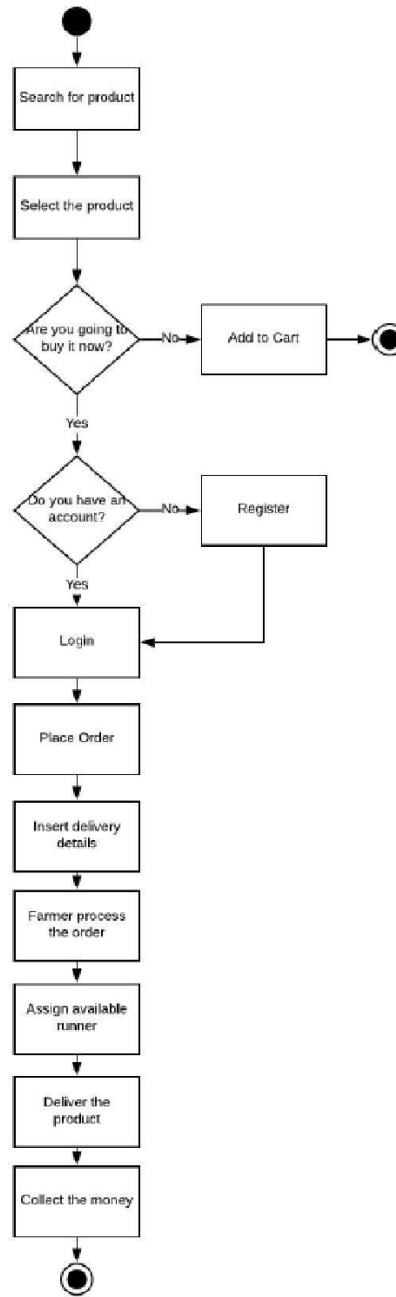 Search for product
Select the product
Are you going to
buy it now?
No
Add to Cart
Yes
Do you have an
account?
No
Register
Yes
Login
Place Order
Insert delivery
details
Farmer process
the order
Assign available
runner
Deliver the
product
Collect the money